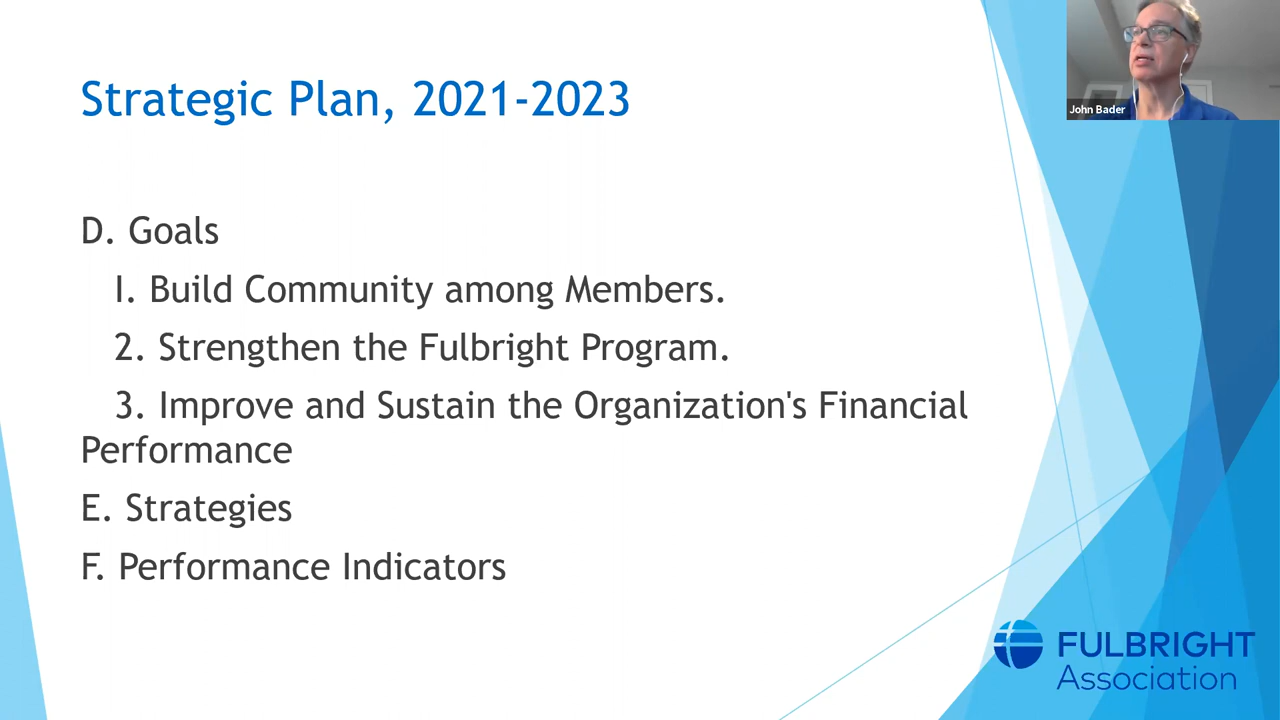 Strategic Plan, 2021-2023
John Bader
D. Goals
I. Build Community among Members.
2. Strengthen the Fulbright Program.
3. Improve and Sustain the Organization's Financial
Performance
E. Strategies
F. Performance Indicators
FULBRIGHT
Association